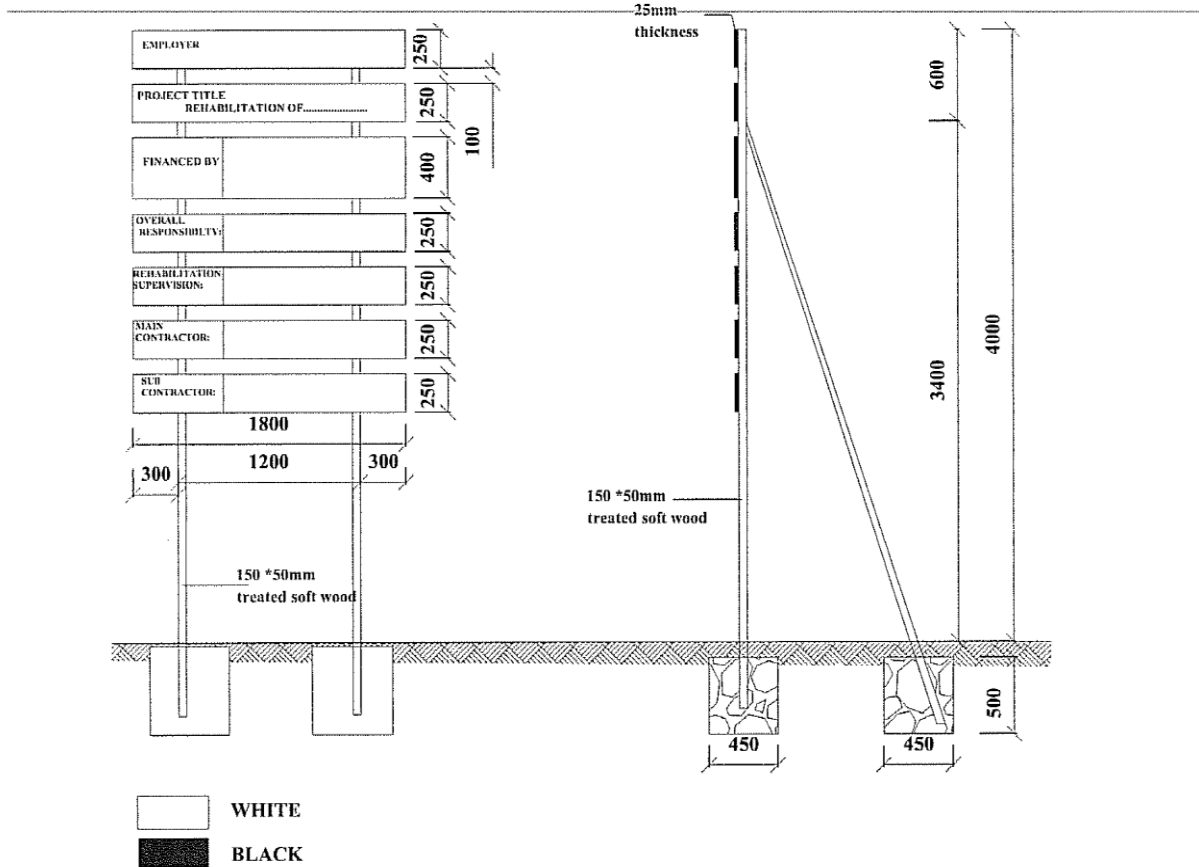 EMPLOYER
250
PROJECT TITLE
REHABILITATION OF......................
250
100
FINANCED BY
400
OVERALL
RESPONSIBILTY:
250
REHABILITATION
SUPERVISION:
250
MAIN
CONTRACTOR:
250
SUB
CONTRACTOR:
250
1800
300
1200
300
150 *50mm
treated soft wood
25mm
thickness
600
3400
4000
150 *50mm
treated soft wood
500
450
450
WHITE
BLACK